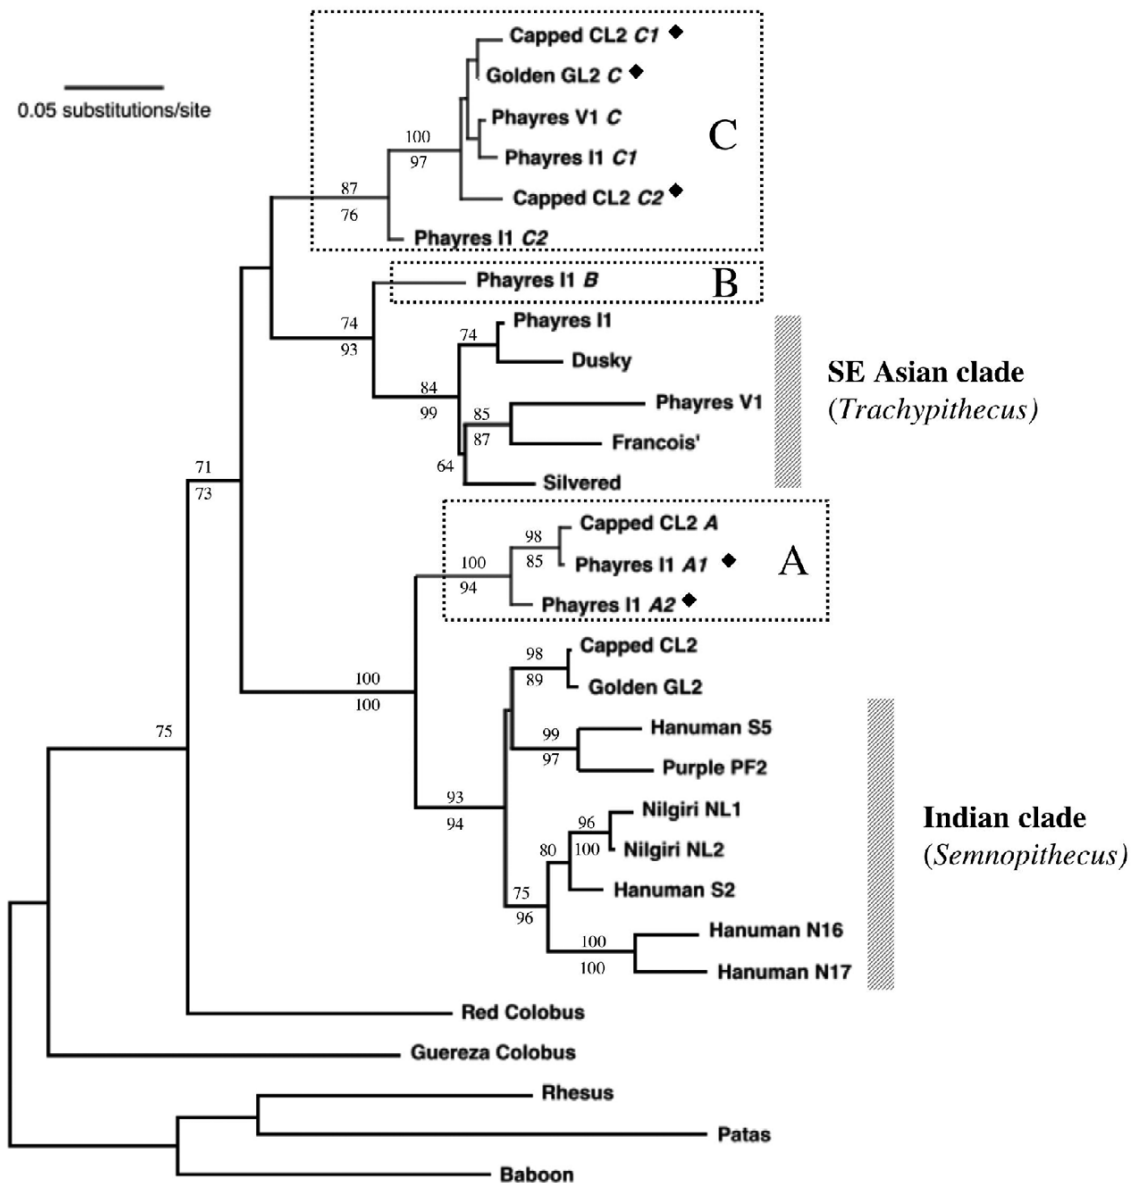 Capped CL2 C1 ◆
Golden GL2 C ◆
0.05 substitutions/site
Phayres V1 C
C
100
97
Phayres I1 C1
87
76
Capped CL2 C2 ◆
Phayres I1 C2
Phayres I1 B
B
74
93
Phayres I1
74
Dusky
SE Asian clade
(Trachypithecus)
84
99
Phayres V1
85
87
Francois'
64
Silvered
71
73
Capped CL2 A
98
85
Phayres I1 A1 ◆
A
100
94
Phayres I1 A2 ◆
Capped CL2
98
89
Golden GL2
100
100
Hanuman S5
99
97
Purple PF2
75
93
94
Nilgiri NL1
96
100
Nilgiri NL2
Indian clade
(Semnopithecus)
80
Hanuman S2
75
96
Hanuman N16
100
100
Hanuman N17
Red Colobus
Guereza Colobus
Rhesus
Patas
Baboon